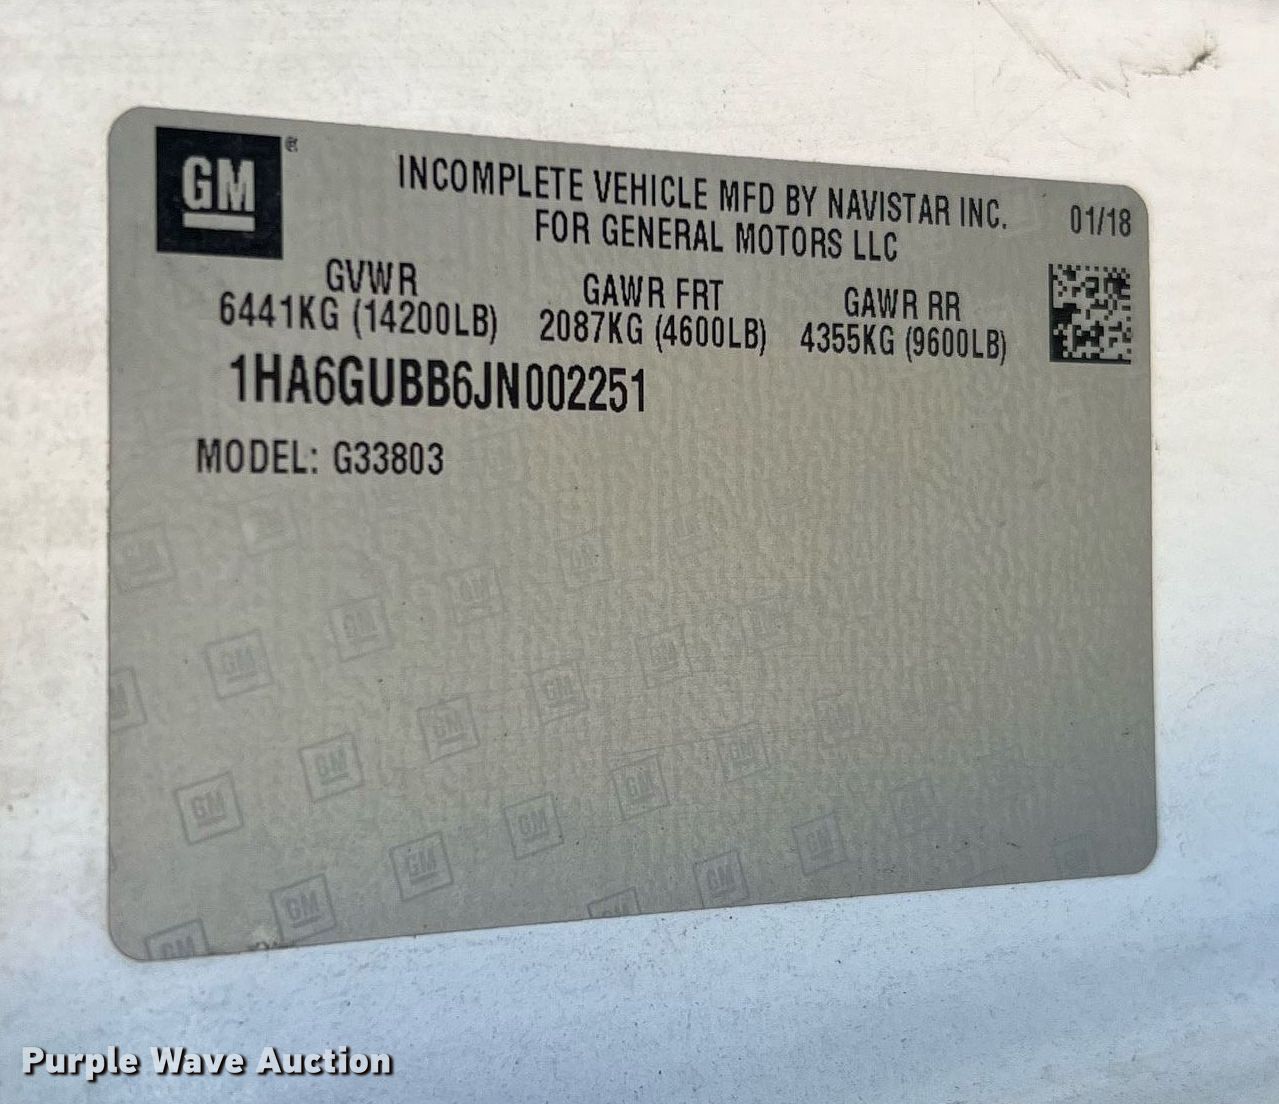 GM®
INCOMPLETE VEHICLE MFD BY NAVISTAR INC.
FOR GENERAL MOTORS LLC
01/18
GVWR
6441KG (14200LB)
GAWR FRT
2087KG (4600LB)
GAWR RR
4355KG (9600LB)
1HA6GUBB6JN002251
MODEL: G33803
Purple Wave Auction